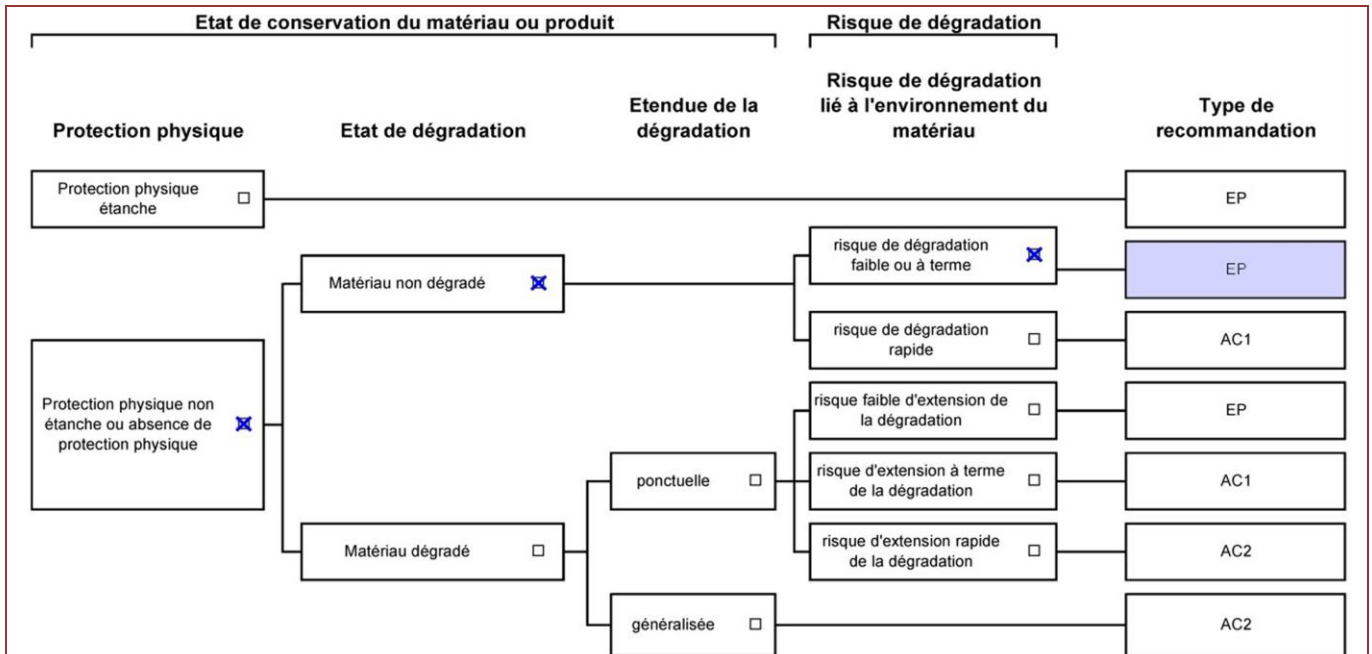 Etat de conservation du matériau ou produit
Risque de dégradation
Protection physique
Etat de dégradation
Etendue de la
dégradation
Risque de dégradation
lié à l'environnement du
matériau
Type de
recommandation
Protection physique
étanche
EP
risque de dégradation
faible ou à terme
EP
Matériau non dégradé
risque de dégradation
rapide
AC1
Protection physique non
étanche ou absence de
protection physique
risque faible d'extension de
la dégradation
EP
ponctuelle
risque d'extension à terme
de la dégradation
AC1
Matériau dégradé
risque d'extension rapide
de la dégradation
AC2
généralisée
AC2